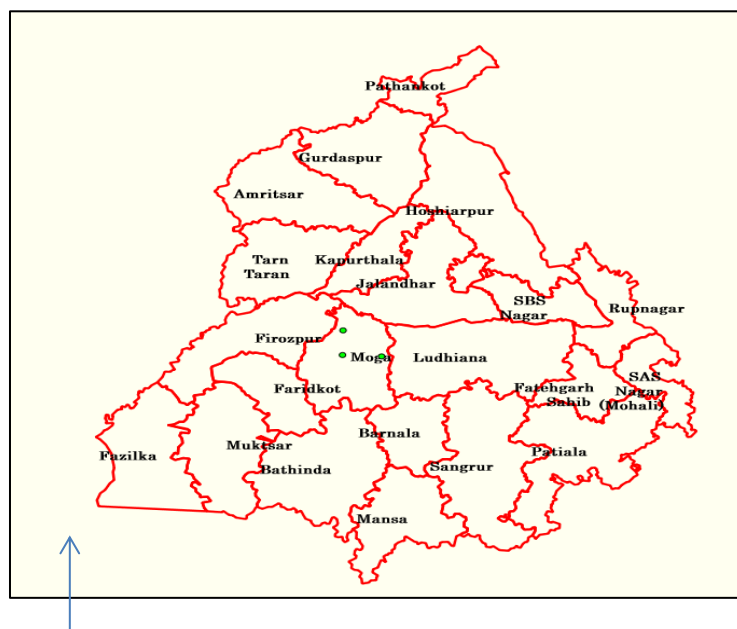 Pathankot
Gurdaspur
Amritsar
Hoshiarpur
Tarn
Taran
Kapurthala
Jalandhar
SBS
Nagar
Rupnagar
Firozpur
Moga
Ludhiana
Faridkot
Fatehgarh
Sahib
SAS
Nagar
(Mohali)
Fazilka
Muktsar
Bathinda
Barnala
Sangrur
Patiala
Mansa